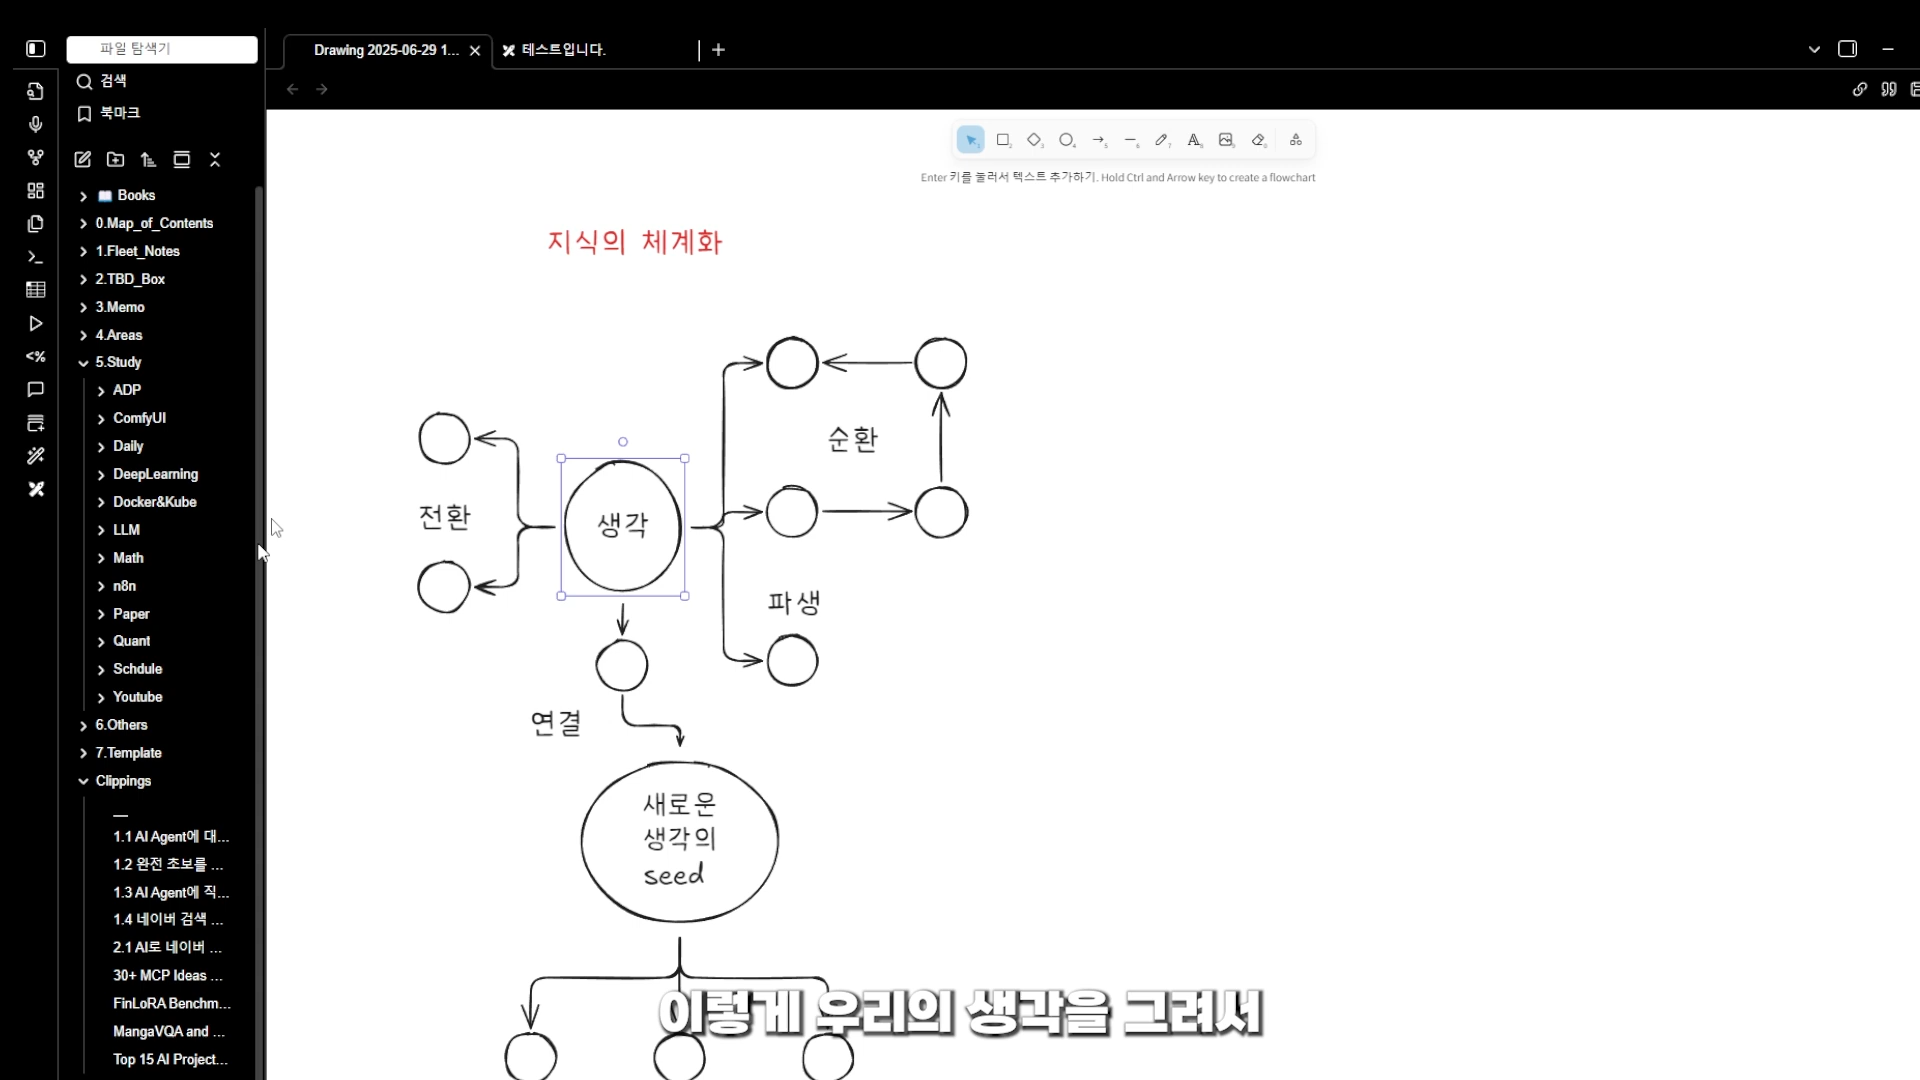 파일 탐색기
검색
북마크
Books
0.Map_of_Contents
1.Fleet_Notes
2.TBD_Box
3.Memo
4.Areas
5.Study
ADP
ComfyUI
Daily
DeepLearning
Docker&Kube
LLM
Math
n8n
Paper
Quant
Schdule
Youtube
6.Others
7.Template
Clippings
1.1 AI Agent에 대...
1.2 완전 초보를 ...
1.3 AI Agent에 직...
1.4 네이버 검색 ...
2.1 AI로 네이버 ...
30+ MCP Ideas ...
FinLoRA Benchm...
MangaVQA and ...
Top 15 AI Project...
Drawing 2025-06-29 1...
테스트입니다.
Enter 키를 눌러서 텍스트 추가하기. Hold Ctrl and Arrow key to create a flowchart
지식의 체계화
순환
전환
생각
파생
연결
새로운
생각의
seed
이렇게 우리의 생각을 그려서